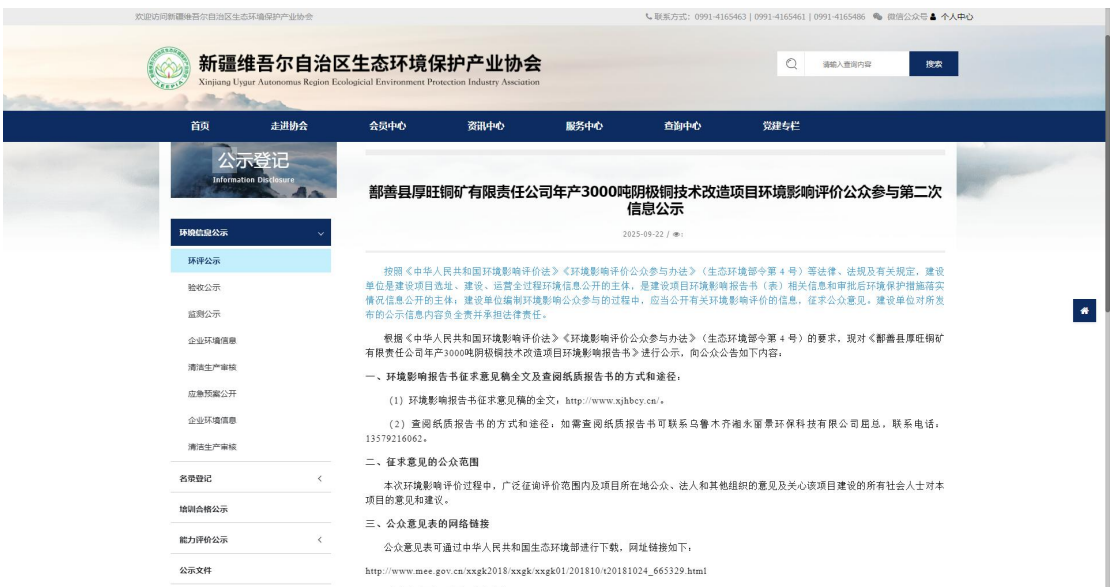 欢迎访问新疆维吾尔自治区生态环境保护产业协会
联系方式：0991-4165463 | 0991-4165461 | 0991-4165486 微信公众号 个人中心
新疆维吾尔自治区生态环境保护产业协会
Xinjiang Uygur Autonomus Region Ecologicial Environment Protection Industry Assciation
请输入查询内容
搜索
首页 走进协会 会员中心 资讯中心 服务中心 查询中心 党建专栏
公示登记
Information Disclosure
环境信息公示
环评公示
验收公示
监测公示
企业环境信息
清洁生产审核
应急预案公开
企业环境信息
清洁生产审核
名录登记
培训合格公示
能力评价公示
公示文件
鄯善县厚旺铜矿有限责任公司年产3000吨阴极铜技术改造项目环境影响评价公众参与第二次
信息公示
2025-09-22 / :
按照《中华人民共和国环境影响评价法》《环境影响评价公众参与办法》（生态环境部令第 4 号）等法律、法规及有关规定，建设
单位是建设项目选址、建设、运营全过程环境信息公开的主体，是建设项目环境影响报告书（表）相关信息和审批后环境保护措施落实
情况信息公开的主体；建设单位编制环境影响公众参与的过程中，应当公开有关环境影响评价的信息，征求公众意见。建设单位对所发
布的公示信息内容负全责并承担法律责任。
根据《中华人民共和国环境影响评价法》《环境影响评价公众参与办法》（生态环境部令第 4 号）的要求，现对《鄯善县厚旺铜矿
有限责任公司年产3000吨阴极铜技术改造项目环境影响报告书》进行公示，向公众公告如下内容：
一、环境影响报告书征求意见稿全文及查阅纸质报告书的方式和途径：
（1）环境影响报告书征求意见稿的全文：http://www.xjhbcy.cn/。
（2）查阅纸质报告书的方式和途径：如需查阅纸质报告书可联系乌鲁木齐湘永丽景环保科技有限公司屈总，联系电话：
13579216062。
二、征求意见的公众范围
本次环境影响评价过程中，广泛征询评价范围内及项目所在地公众、法人和其他组织的意见及关心该项目建设的所有社会人士对本
项目的意见和建议。
三、公众意见表的网络链接
公众意见表可通过中华人民共和国生态环境部进行下载，网址链接如下：
http://www.mee.gov.cn/xxgk2018/xxgk/xxgk01/201810/t20181024_665329.html